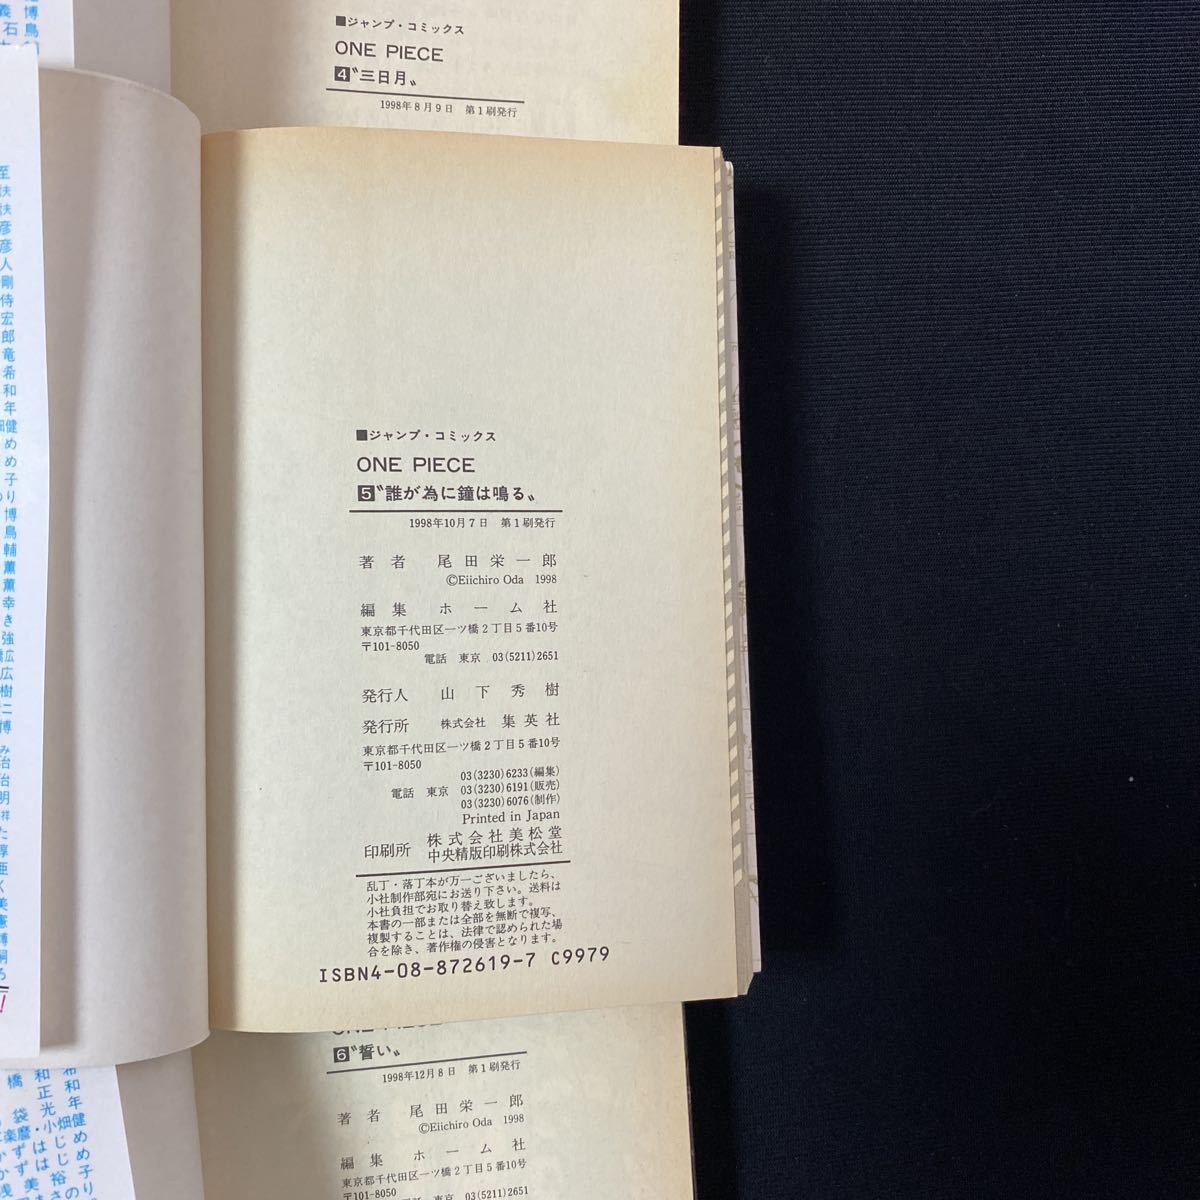 ■ジャンプ・コミックス
ONE PIECE
4〝三日月〟
1998年8月9日 第1刷発行
■ジャンプ・コミックス
ONE PIECE
5〝誰が為に鐘は鳴る〟
1998年10月7日 第1刷発行
著者 尾田栄一郎
©Eiichiro Oda 1998
編集 ホーム社
東京都千代田区一ツ橋2丁目5番10号
〒101-8050
電話 東京 03(5211)2651
発行人 山下秀樹
発行所 株式会社 集英社
東京都千代田区一ツ橋2丁目5番10号
〒101-8050
03(3230)6233(編集)
電話 東京 03(3230)6191(販売)
03(3230)6076(制作)
Printed in Japan
印刷所 株式会社美松堂
中央精版印刷株式会社
乱丁・落丁本が万一ございましたら、
小社制作部宛にお送り下さい。送料は
小社負担でお取り替え致します。
本書の一部または全部を無断で複写、
複製することは、法律で認められた場
合を除き、著作権の侵害となります。
ISBN4-08-872619-7 C9979
ONE PIECE
6〝誓い〟
1998年12月8日 第1刷発行
著者 尾田栄一郎
©Eiichiro Oda 1998
編集 ホーム社
東京都千代田区一ツ橋2丁目5番10号
〒101-8050
電話 東京 03(5211)2651